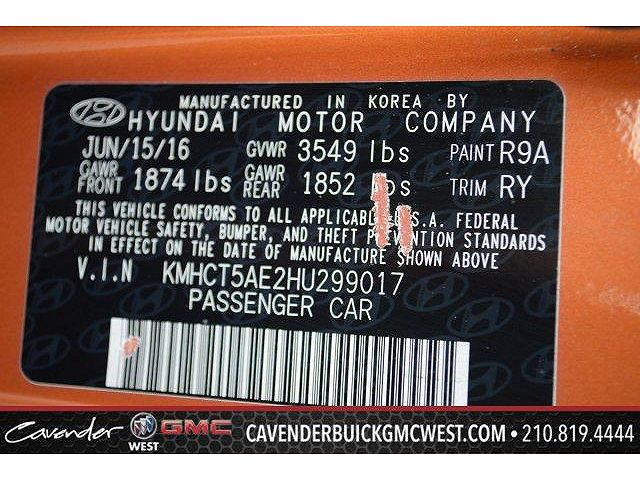 MANUFACTURED IN KOREA BY
HYUNDAI MOTOR COMPANY
JUN/15/16 GVWR 3549 lbs PAINT R9A
GAWR FRONT 1874 lbs GAWR REAR 1852 lbs TRIM RY
THIS VEHICLE CONFORMS TO ALL APPLICABLE U.S.A. FEDERAL
MOTOR VEHICLE SAFETY, BUMPER, AND THEFT PREVENTION STANDARDS
IN EFFECT ON THE DATE OF MANUFACTURE SHOWN ABOVE
V.I.N KMHCT5AE2HU299017
PASSENGER CAR
Cavender WEST GMC CAVENDERBUICKGMCWEST.COM • 210.819.4444